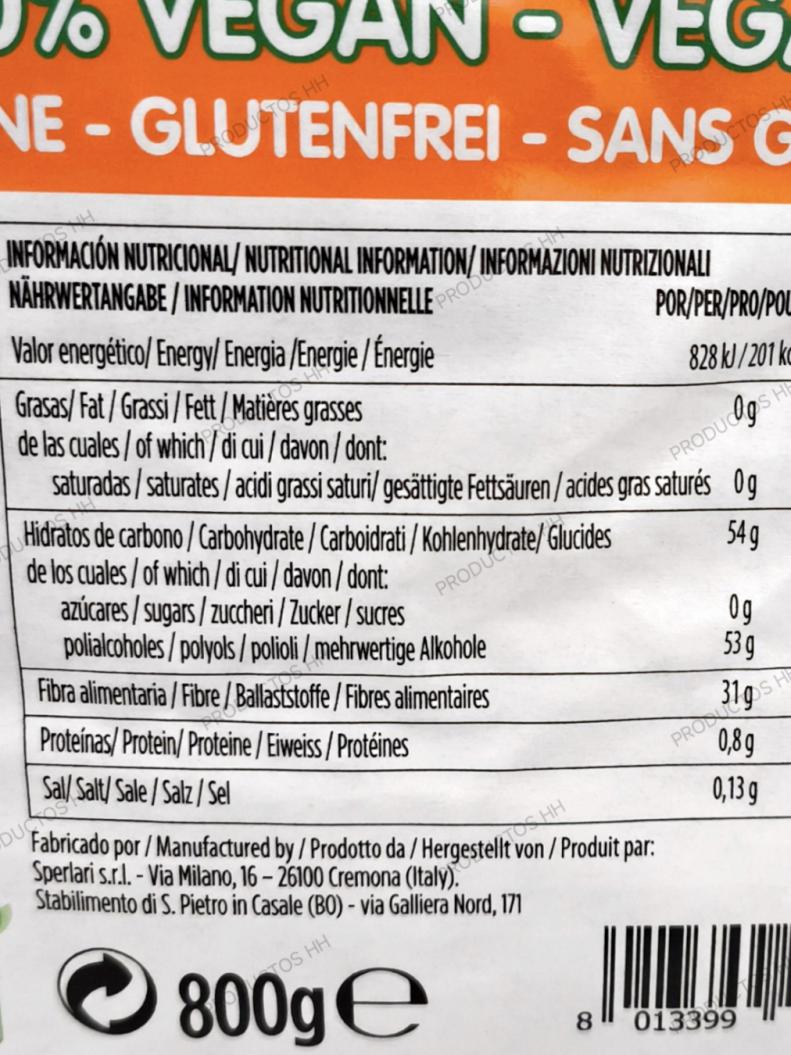 % VEGAN - VEG
NE - GLUTENFREI - SANS G
INFORMACIÓN NUTRICIONAL/ NUTRITIONAL INFORMATION/ INFORMAZIONI NUTRIZIONALI
NÄHRWERTANGABE / INFORMATION NUTRITIONNELLE POR/PER/PRO/POU
Valor energético/ Energy/ Energia /Energie / Énergie 828 kJ / 201 kc
Grasas/ Fat / Grassi / Fett / Matières grasses 0 g
de las cuales / of which / di cui / davon / dont:
saturadas / saturates / acidi grassi saturi/ gesättigte Fettsäuren / acides gras saturés 0 g
Hidratos de carbono / Carbohydrate / Carboidrati / Kohlenhydrate/ Glucides 54 g
de los cuales / of which / di cui / davon / dont:
azúcares / sugars / zuccheri / Zucker / sucres 0 g
polialcoholes / polyols / polioli / mehrwertige Alkohole 53 g
Fibra alimentaria / Fibre / Ballaststoffe / Fibres alimentaires 31 g
Proteínas/ Protein/ Proteine / Eiweiss / Protéines 0,8 g
Sal/ Salt/ Sale / Salz / Sel 0,13 g
Fabricado por / Manufactured by / Prodotto da / Hergestellt von / Produit par:
Sperlari s.r.l. - Via Milano, 16 – 26100 Cremona (Italy).
Stabilimento di S. Pietro in Casale (BO) - via Galliera Nord, 171
800g e
8 013399
PRODUCTOS HH